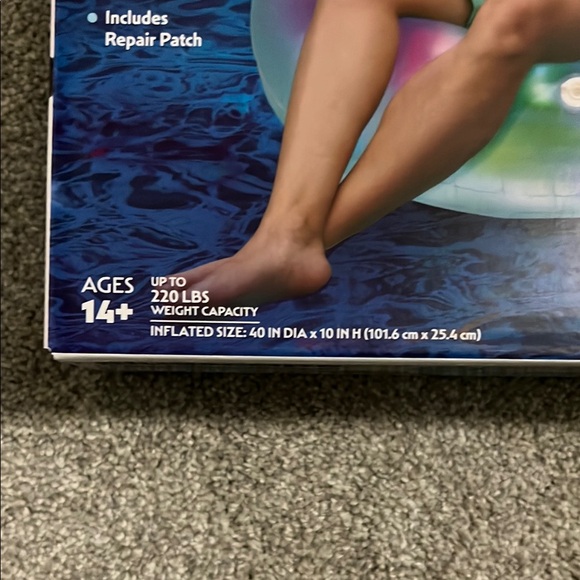 • Includes
Repair Patch
AGES
14+
UP TO
220 LBS
WEIGHT CAPACITY
INFLATED SIZE: 40 IN DIA x 10 IN H (101.6 cm x 25.4 cm)